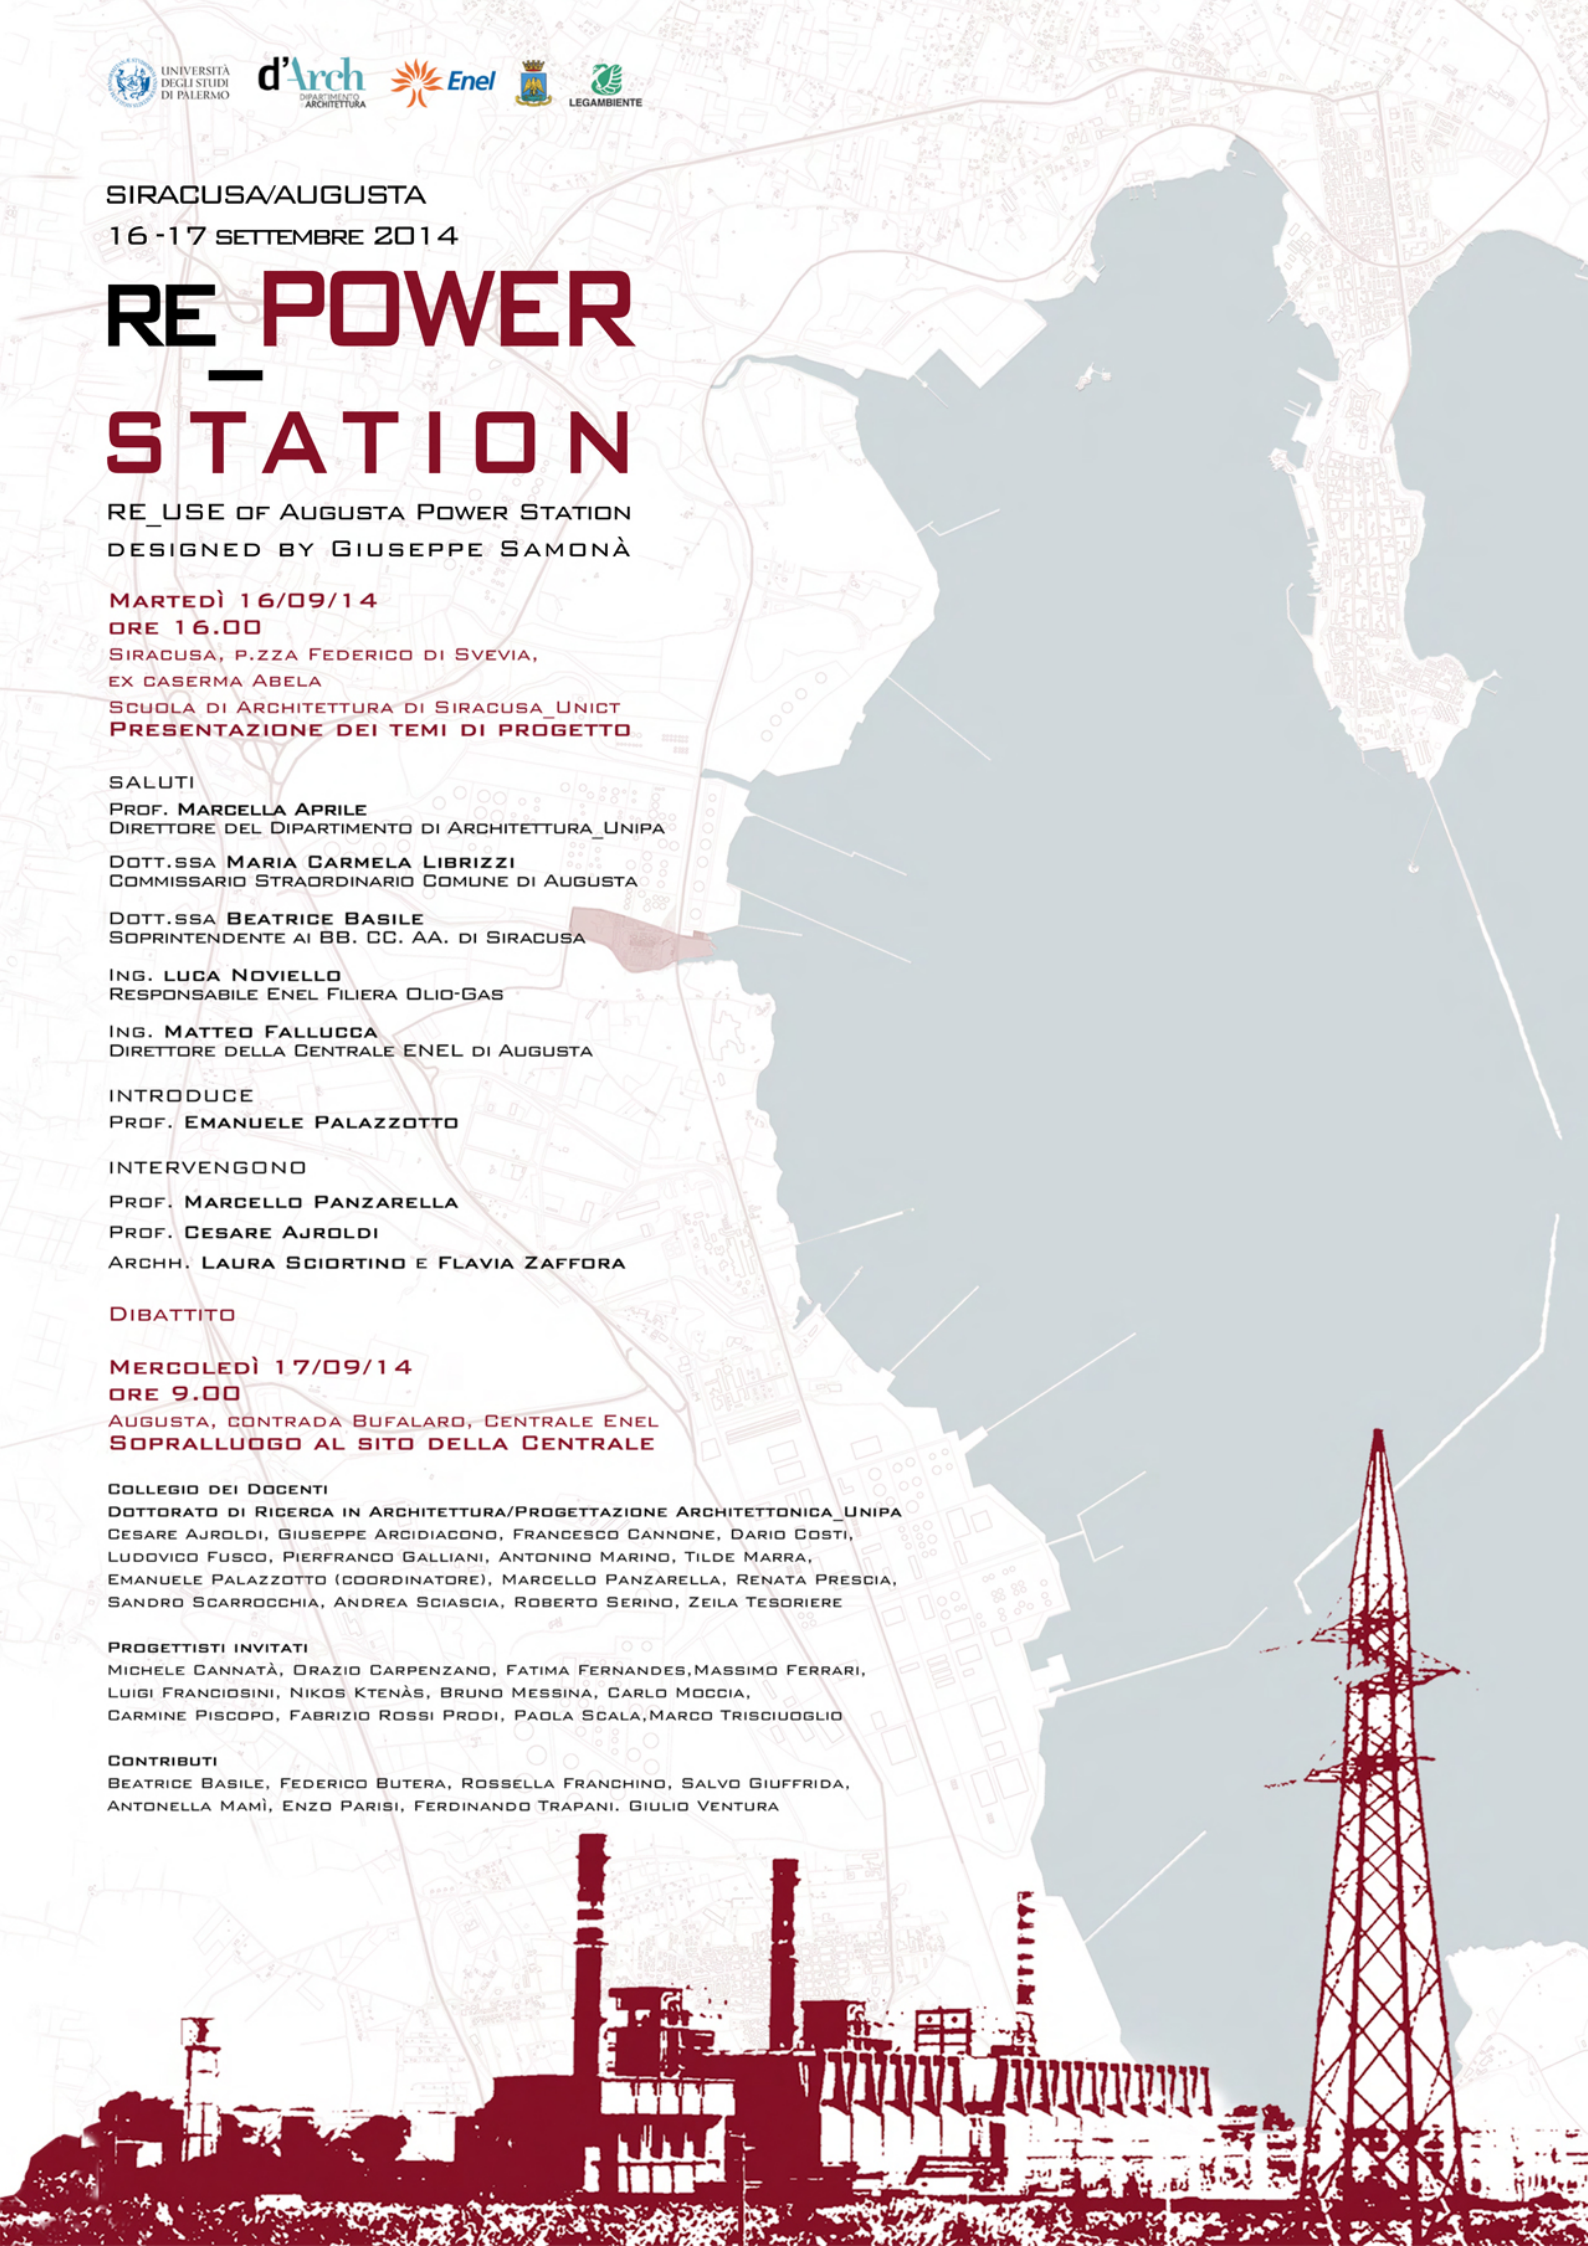 UNIVERSITÀ
DEGLI STUDI
DI PALERMO
d'Arch
DIPARTIMENTO
ARCHITETTURA
Enel
LEGAMBIENTE
SIRACUSA/AUGUSTA
16-17 SETTEMBRE 2014
RE_POWER
STATION
RE_USE OF AUGUSTA POWER STATION
DESIGNED BY GIUSEPPE SAMONÀ
MARTEDÌ 16/09/14
ORE 16.00
SIRACUSA, P.ZZA FEDERICO DI SVEVIA,
EX CASERMA ABELA
SCUOLA DI ARCHITETTURA DI SIRACUSA_UNICT
PRESENTAZIONE DEI TEMI DI PROGETTO
SALUTI
PROF. MARCELLA APRILE
DIRETTORE DEL DIPARTIMENTO DI ARCHITETTURA_UNIPA
DOTT.SSA MARIA CARMELA LIBRIZZI
COMMISSARIO STRAORDINARIO COMUNE DI AUGUSTA
DOTT.SSA BEATRICE BASILE
SOPRINTENDENTE AI BB. CC. AA. DI SIRACUSA
ING. LUCA NOVIELLO
RESPONSABILE ENEL FILIERA OLIO-GAS
ING. MATTEO FALLUCCA
DIRETTORE DELLA CENTRALE ENEL DI AUGUSTA
INTRODUCE
PROF. EMANUELE PALAZZOTTO
INTERVENGONO
PROF. MARCELLO PANZARELLA
PROF. CESARE AJROLDI
ARCHH. LAURA SCIORTINO E FLAVIA ZAFFORA
DIBATTITO
MERCOLEDÌ 17/09/14
ORE 9.00
AUGUSTA, CONTRADA BUFALARO, CENTRALE ENEL
SOPRALLUOGO AL SITO DELLA CENTRALE
COLLEGIO DEI DOCENTI
DOTTORATO DI RICERCA IN ARCHITETTURA/PROGETTAZIONE ARCHITETTONICA_UNIPA
CESARE AJROLDI, GIUSEPPE ARCIDIACONO, FRANCESCO CANNONE, DARIO COSTI,
LUDOVICO FUSCO, PIERFRANCO GALLIANI, ANTONINO MARINO, TILDE MARRA,
EMANUELE PALAZZOTTO (COORDINATORE), MARCELLO PANZARELLA, RENATA PRESCIA,
SANDRO SCARROCCHIA, ANDREA SCIASCIA, ROBERTO SERINO, ZEILA TESORIERE
PROGETTISTI INVITATI
MICHELE CANNATÀ, ORAZIO CARPENZANO, FATIMA FERNANDES,MASSIMO FERRARI,
LUIGI FRANCIOSINI, NIKOS KTENÀS, BRUNO MESSINA, CARLO MOCCIA,
CARMINE PISCOPO, FABRIZIO ROSSI PRODI, PAOLA SCALA,MARCO TRISCIUOGLIO
CONTRIBUTI
BEATRICE BASILE, FEDERICO BUTERA, ROSSELLA FRANCHINO, SALVO GIUFFRIDA,
ANTONELLA MAMÌ, ENZO PARISI, FERDINANDO TRAPANI. GIULIO VENTURA